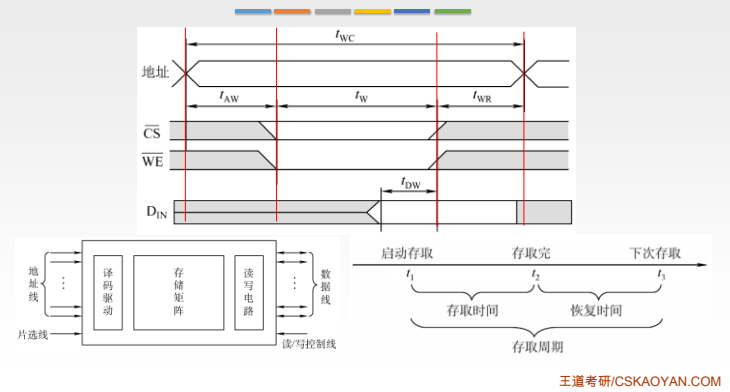 tWC
地址
tAW tW tWR
CS
WE
tDW
DIN
地址线
⋮
译码驱动
存储矩阵
读写电路
⋮
数据线
片选线
读/写控制线
启动存取 存取完 下次存取
t1 t2 t3
存取时间 恢复时间
存取周期
王道考研/CSKAOYAN.COM